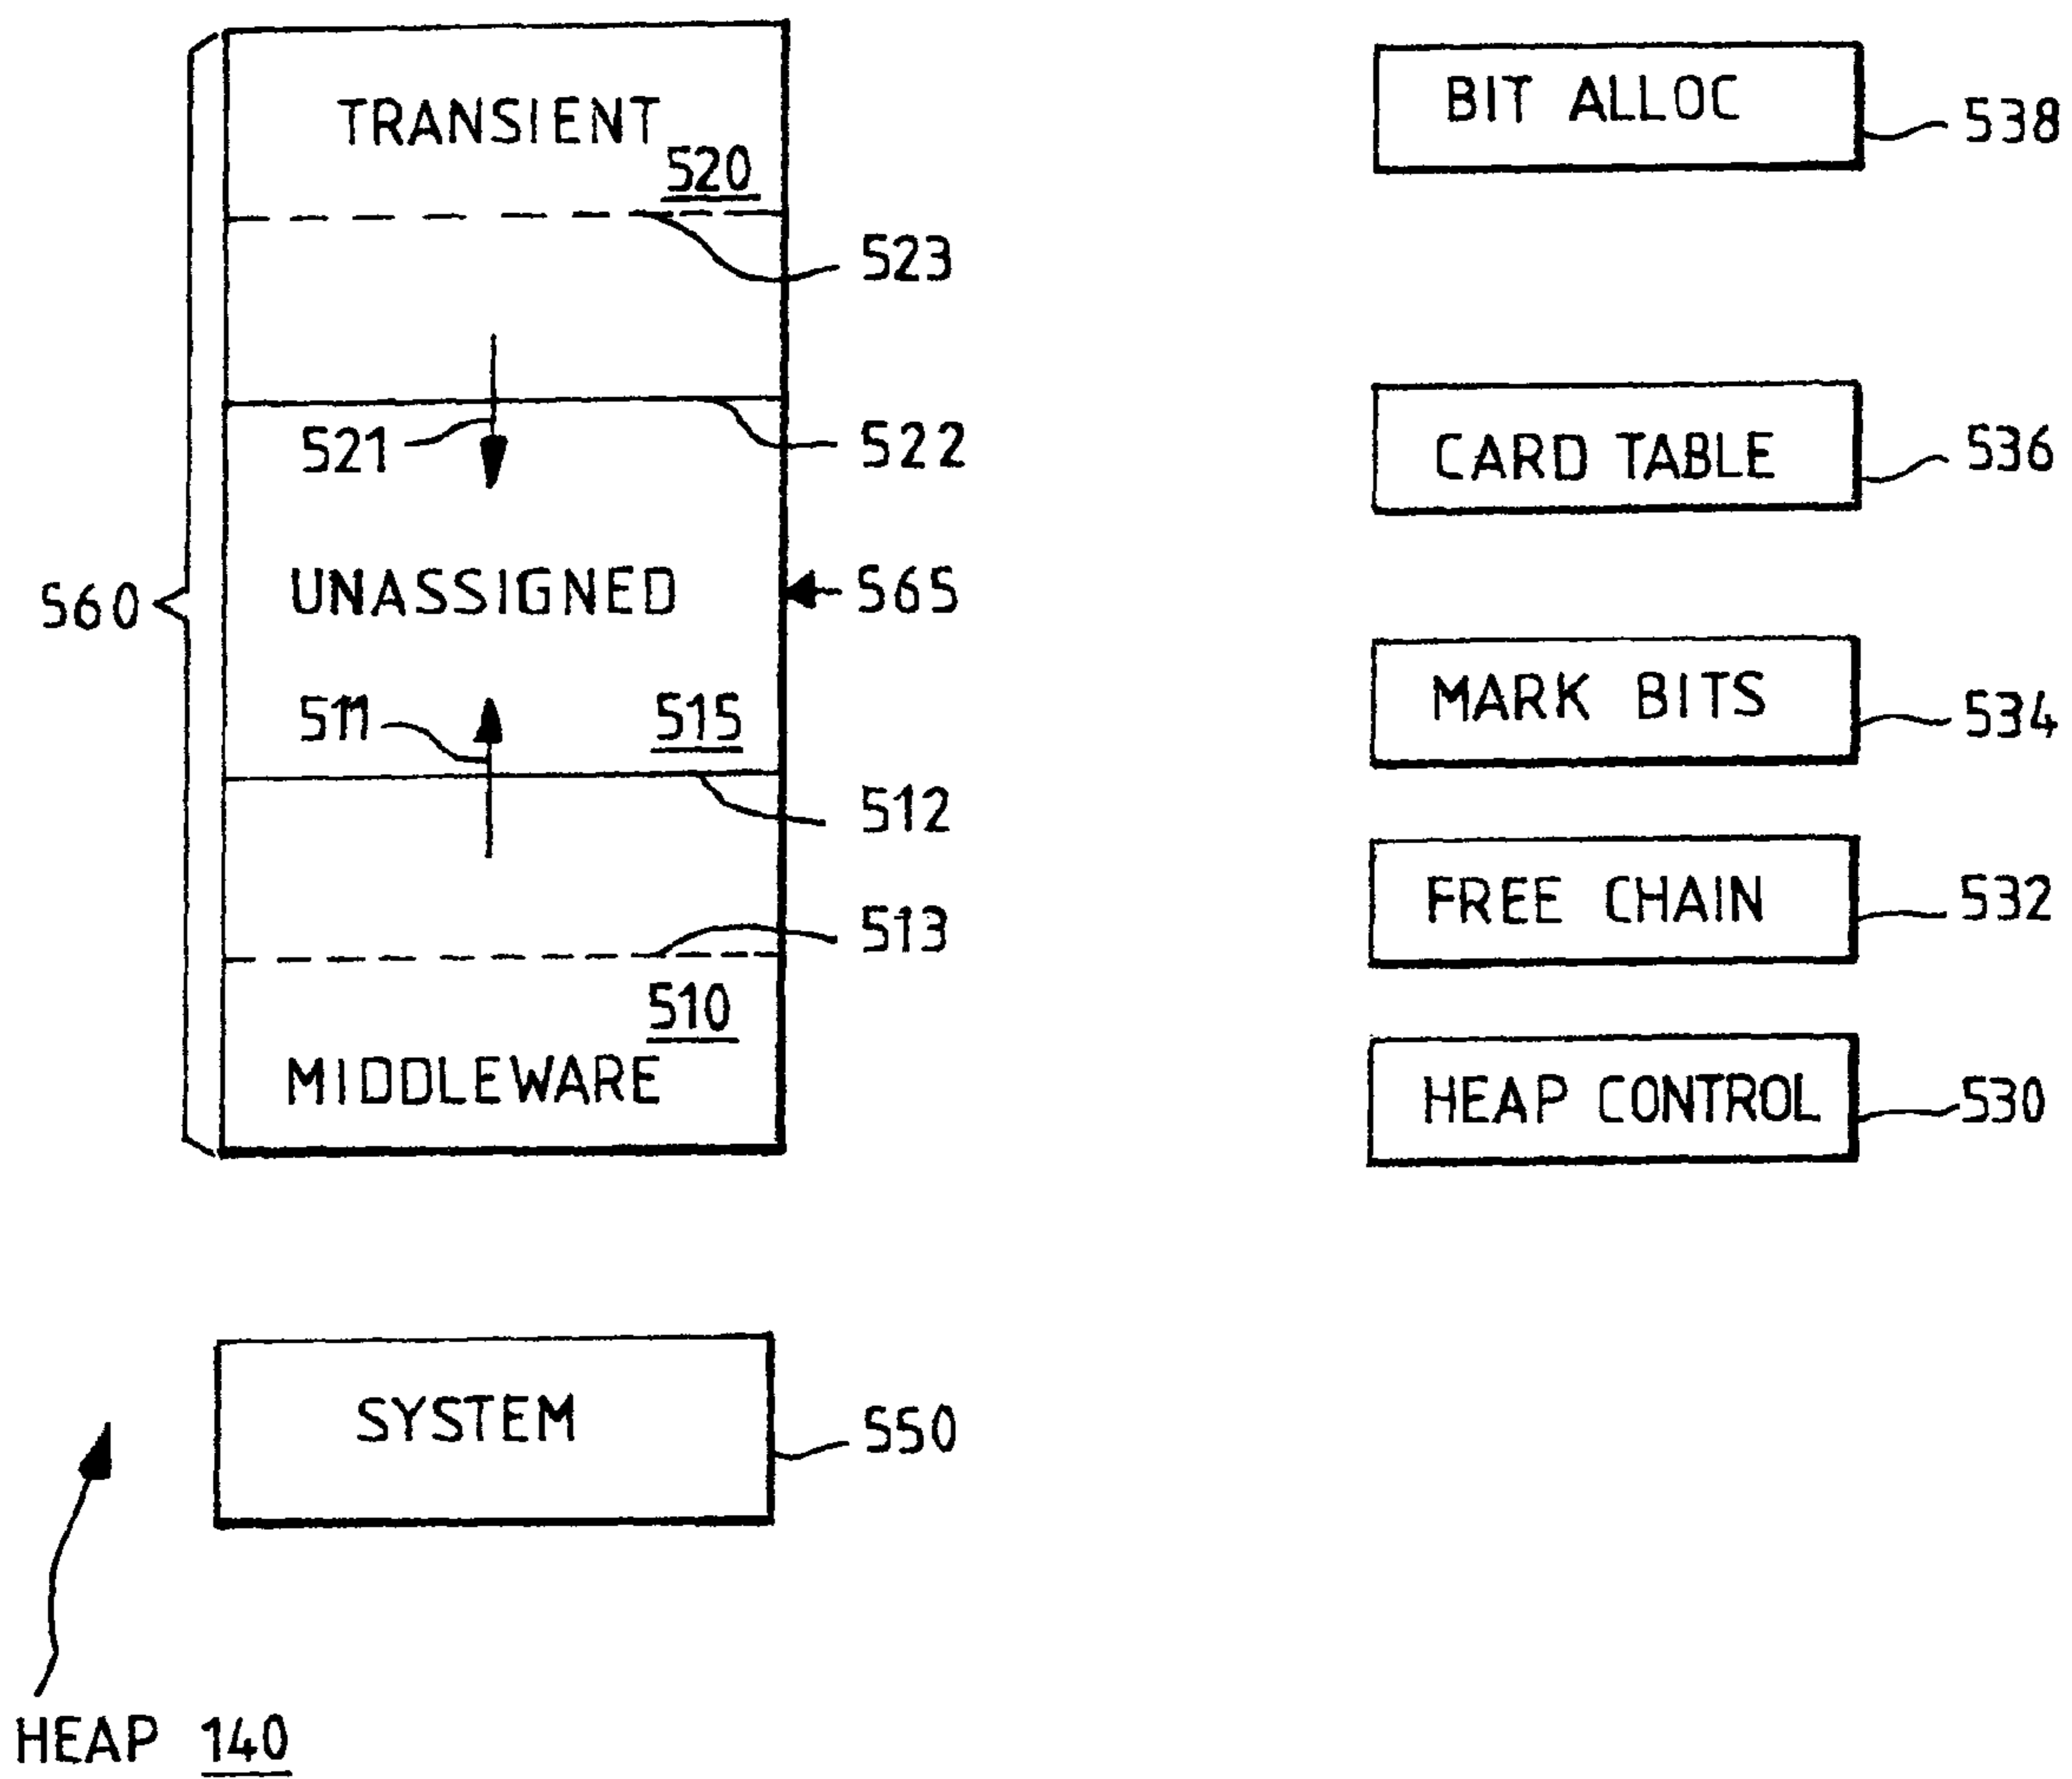 TRANSIENT
520
523
521
522
560
UNASSIGNED
565
511
515
512
513
510
MIDDLEWARE
SYSTEM
550
HEAP 140
BIT ALLOC
538
CARD TABLE
536
MARK BITS
534
FREE CHAIN
532
HEAP CONTROL
530